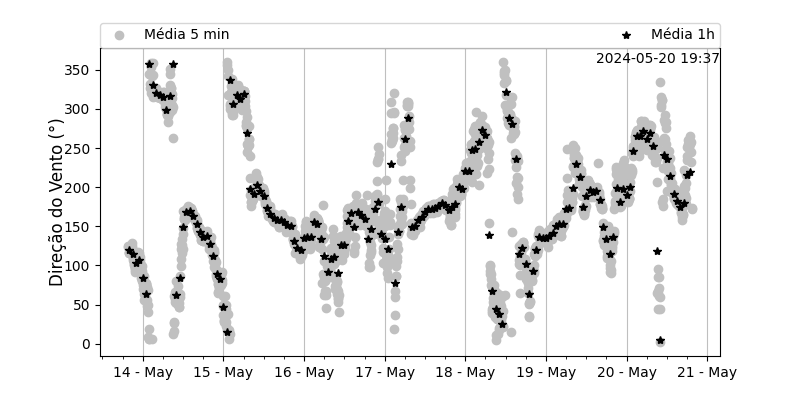 Média 5 min
Média 1h
2024-05-20 19:37
Direção do Vento (°)
350
300
250
200
150
100
50
0
14 - May
15 - May
16 - May
17 - May
18 - May
19 - May
20 - May
21 - May